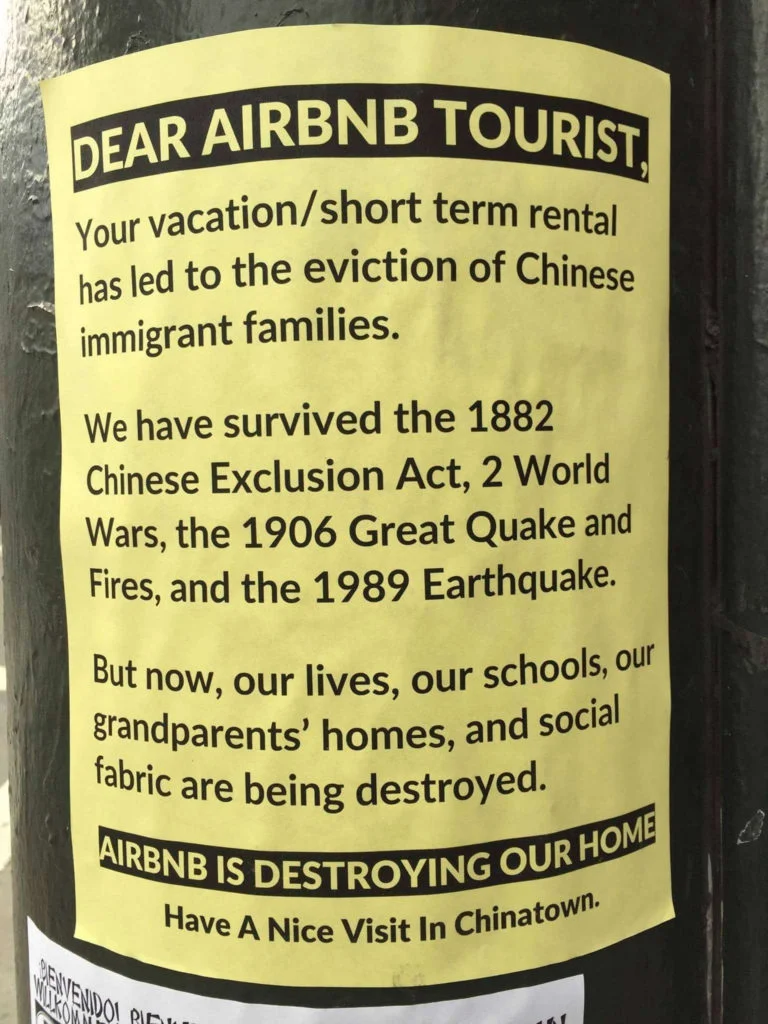 DEAR AIRBNB TOURIST,
Your vacation/short term rental
has led to the eviction of Chinese
immigrant families.
We have survived the 1882
Chinese Exclusion Act, 2 World
Wars, the 1906 Great Quake and
Fires, and the 1989 Earthquake.
But now, our lives, our schools, our
grandparents' homes, and social
fabric are being destroyed.
AIRBNB IS DESTROYING OUR HOME
Have A Nice Visit In Chinatown.
BIENVENIDO!